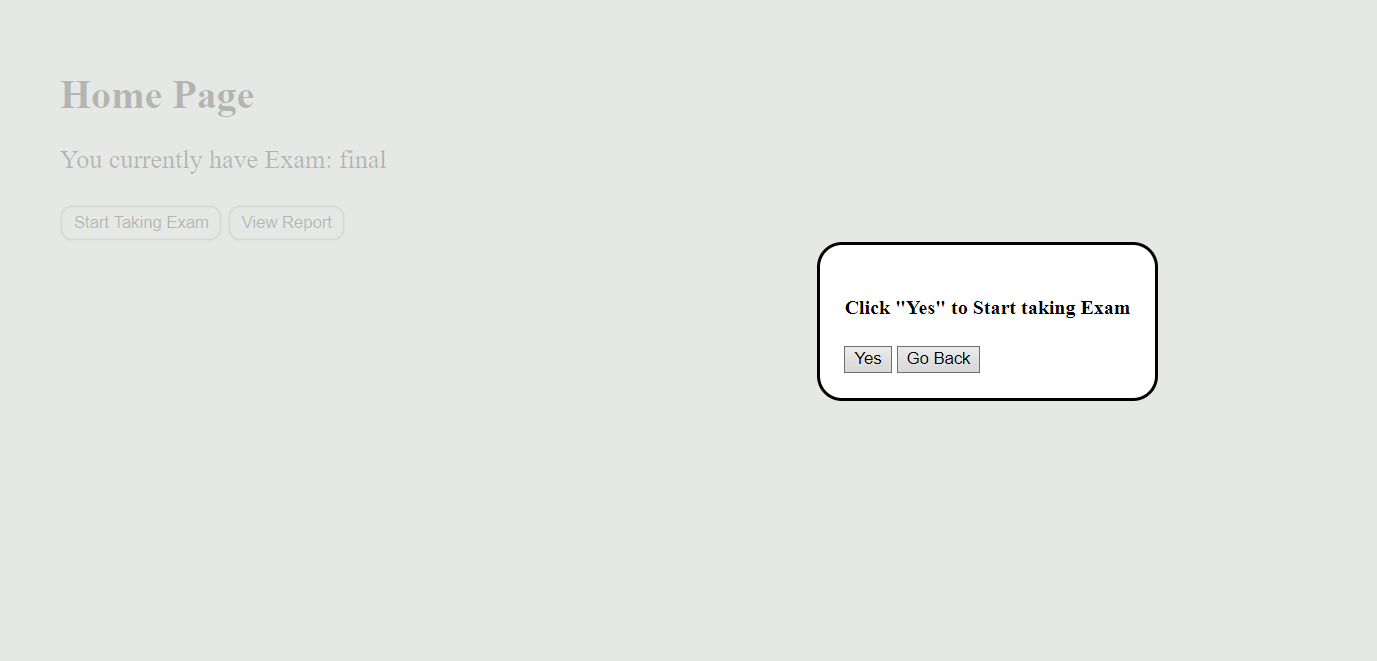 Home Page
You currently have Exam: final
Start Taking Exam View Report
Click "Yes" to Start taking Exam
Yes Go Back